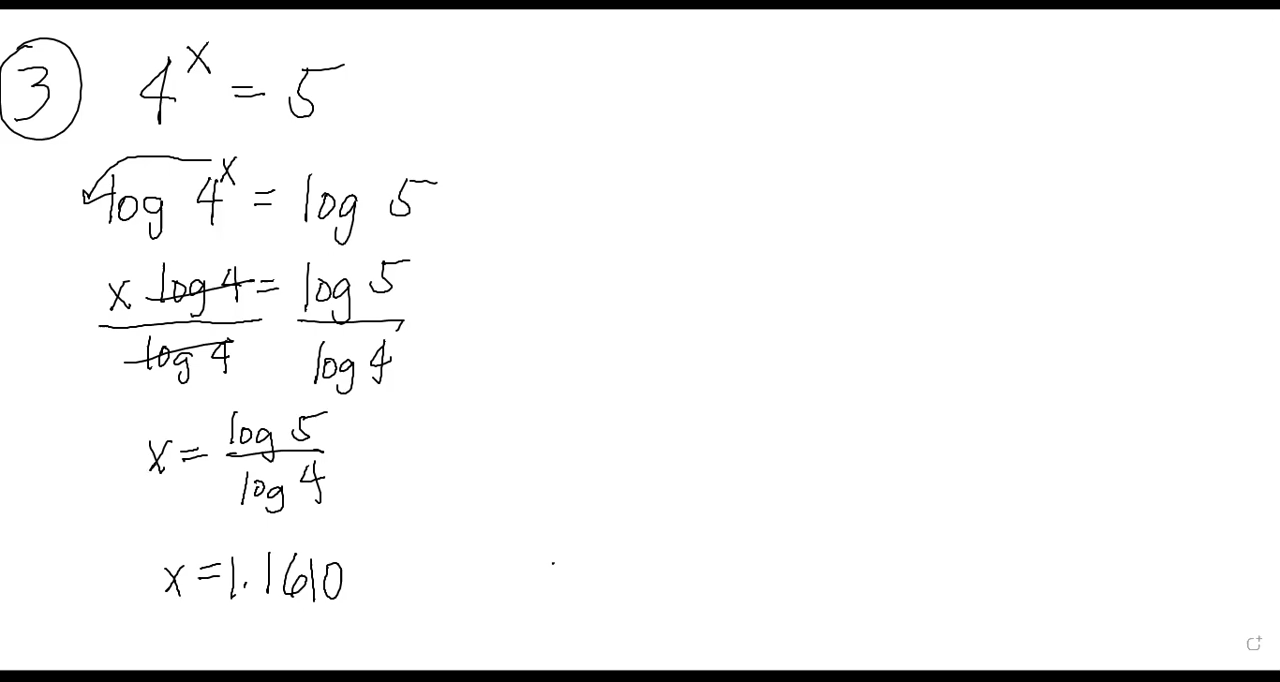 3 4^x = 5
log 4^x = log 5
x log 4 = log 5
log 4 log 4
x = log 5
log 4
x = 1.1610